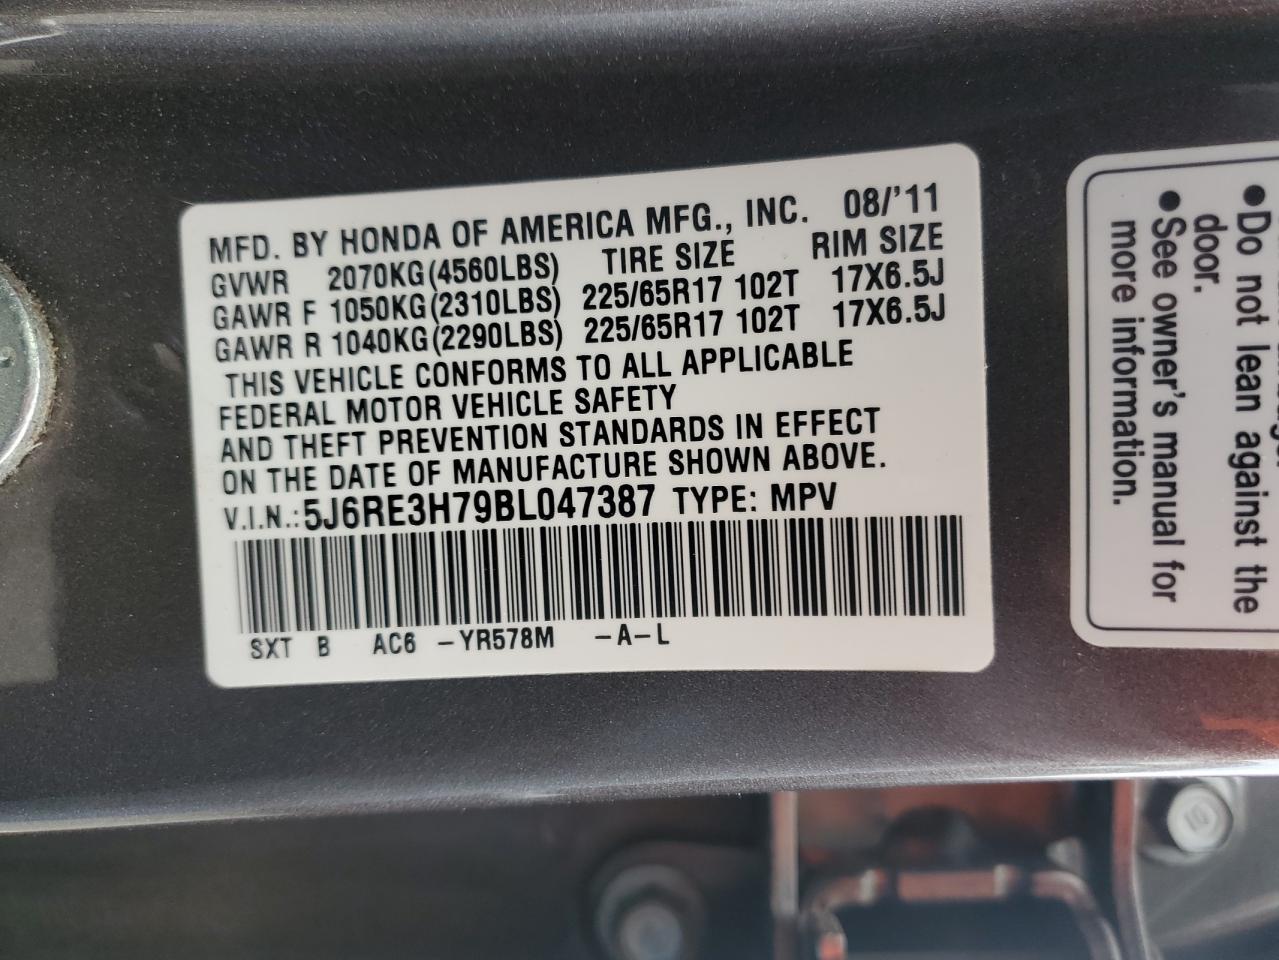 MFD. BY HONDA OF AMERICA MFG., INC. 08/'11
GVWR 2070KG(4560LBS) TIRE SIZE RIM SIZE
GAWR F 1050KG(2310LBS) 225/65R17 102T 17X6.5J
GAWR R 1040KG(2290LBS) 225/65R17 102T 17X6.5J
THIS VEHICLE CONFORMS TO ALL APPLICABLE
FEDERAL MOTOR VEHICLE SAFETY
AND THEFT PREVENTION STANDARDS IN EFFECT
ON THE DATE OF MANUFACTURE SHOWN ABOVE.
V.I.N.: 5J6RE3H79BL047387 TYPE: MPV
SXT B AC6 -YR578M -A-L
● Do not lean against the
door.
● See owner's manual for
more information.
10